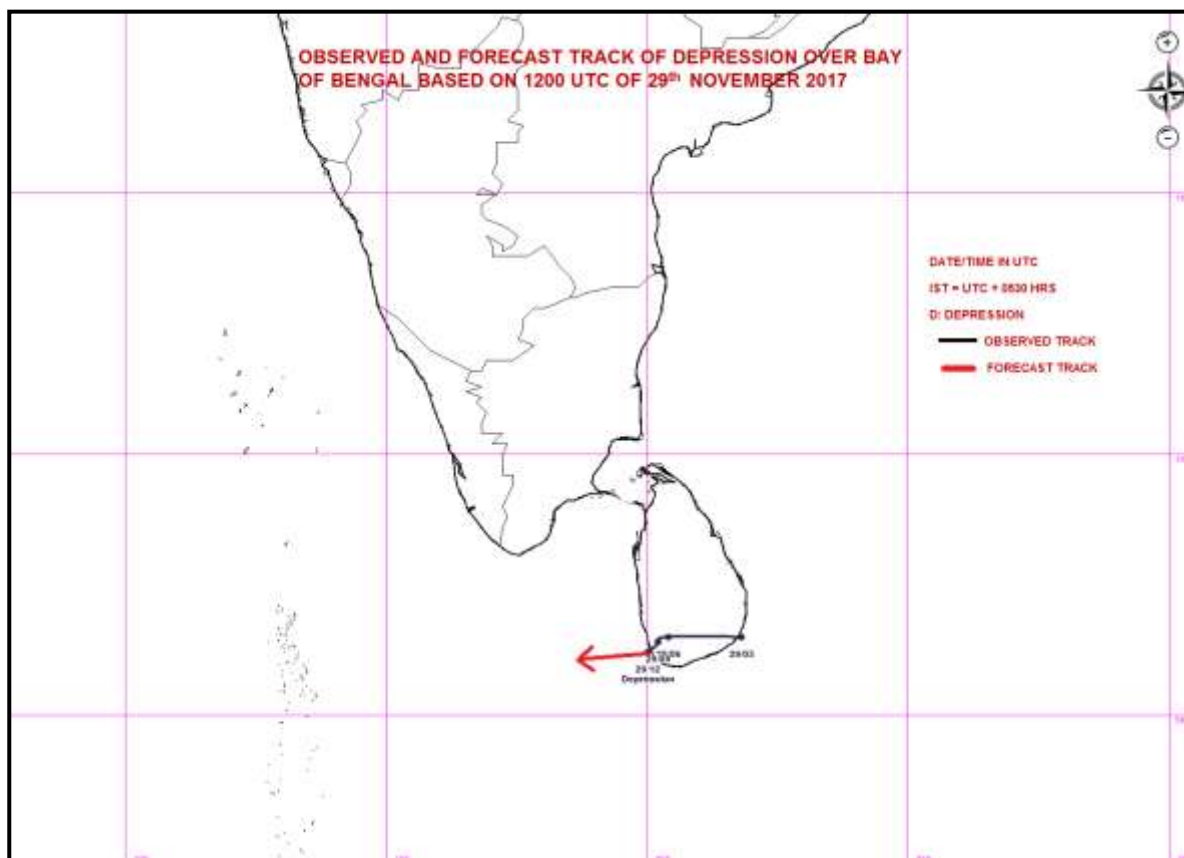 OBSERVED AND FORECAST TRACK OF DEPRESSION OVER BAY
OF BENGAL BASED ON 1200 UTC OF 29th NOVEMBER 2017
DATE/TIME IN UTC
IST = UTC + 0530 HRS
D: DEPRESSION
OBSERVED TRACK
FORECAST TRACK
29/03
29/12
Depression